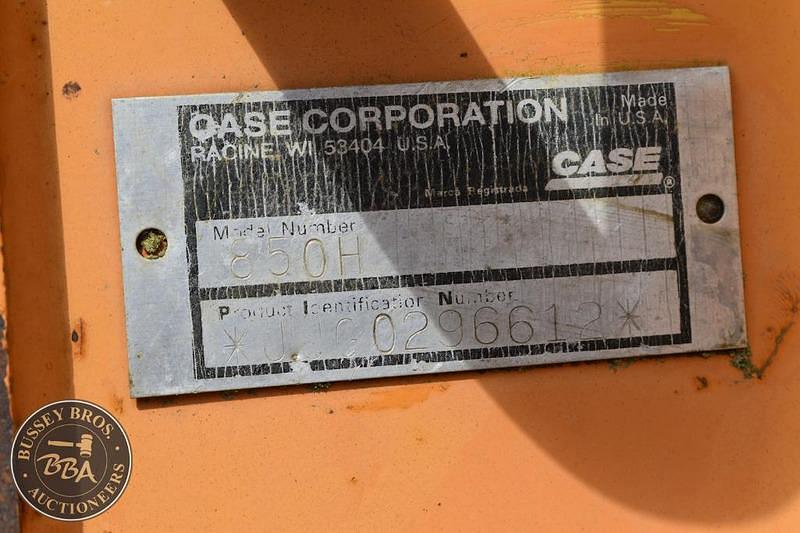 CASE CORPORATION
RACINE, WI 53404 U.S.A.
Made
In U.S.A.
CASE®
Marca Registrada
Model Number
850H
Product Identification Number
*JJG0296612*
BUSSEY BROS.
BBA
AUCTIONEERS